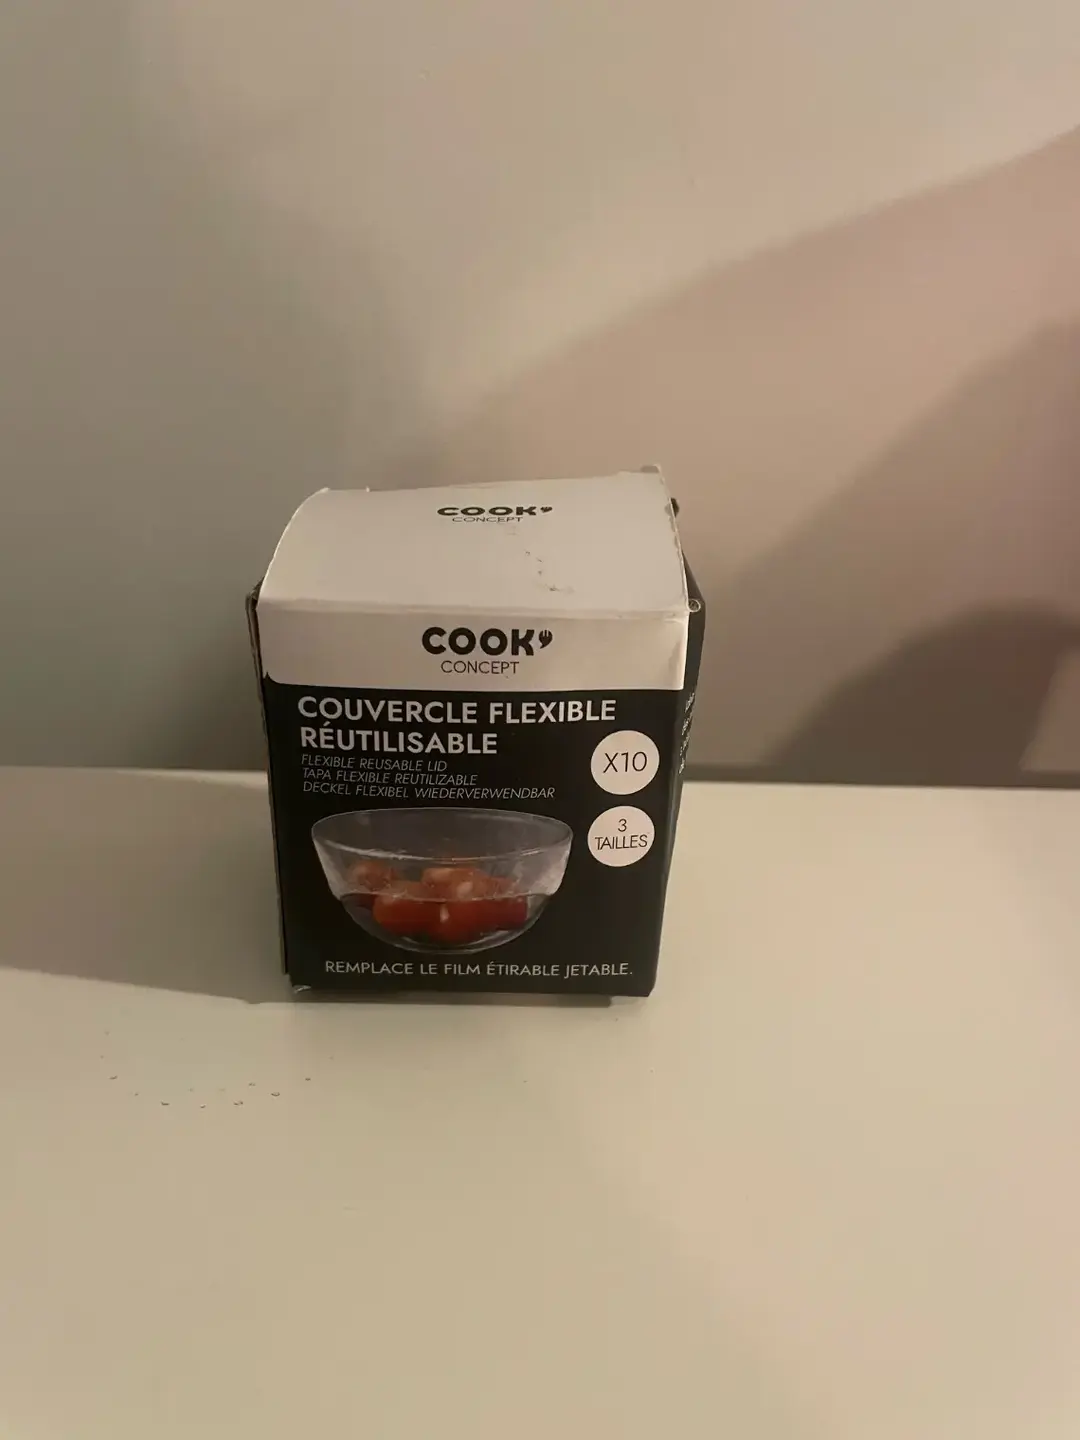 COOK
CONCEPT
COOK
CONCEPT
COUVERCLE FLEXIBLE
RÉUTILISABLE
FLEXIBLE REUSABLE LID
TAPA FLEXIBLE REUTILIZABLE
DECKEL FLEXIBEL WIEDERVERWENDBAR
X10
3
TAILLES
REMPLACE LE FILM ÉTIRABLE JETABLE.